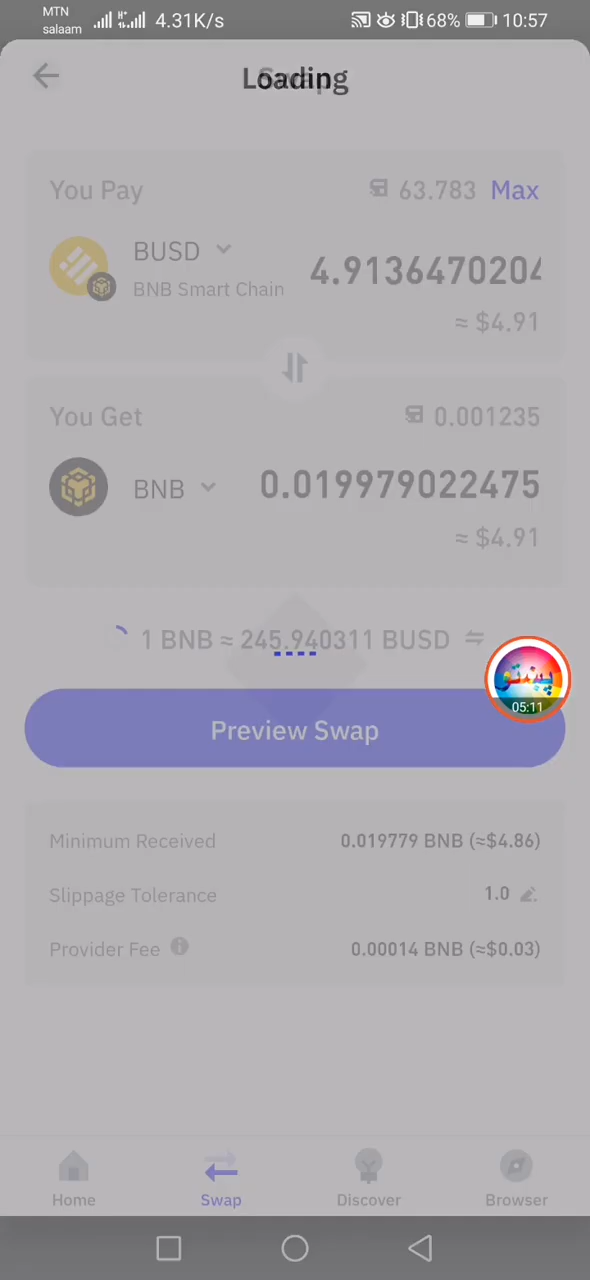 MTN
salaam
4.31K/s
68%
10:57
Loading
You Pay
63.783 Max
BUSD
4.9136470204
BNB Smart Chain
≈ $4.91
You Get
0.001235
BNB
0.019979022475
≈ $4.91
1 BNB ≈ 245.940311 BUSD
05:11
Preview Swap
Minimum Received
0.019779 BNB (≈$4.86)
Slippage Tolerance
1.0
Provider Fee
0.00014 BNB (≈$0.03)
Home
Swap
Discover
Browser